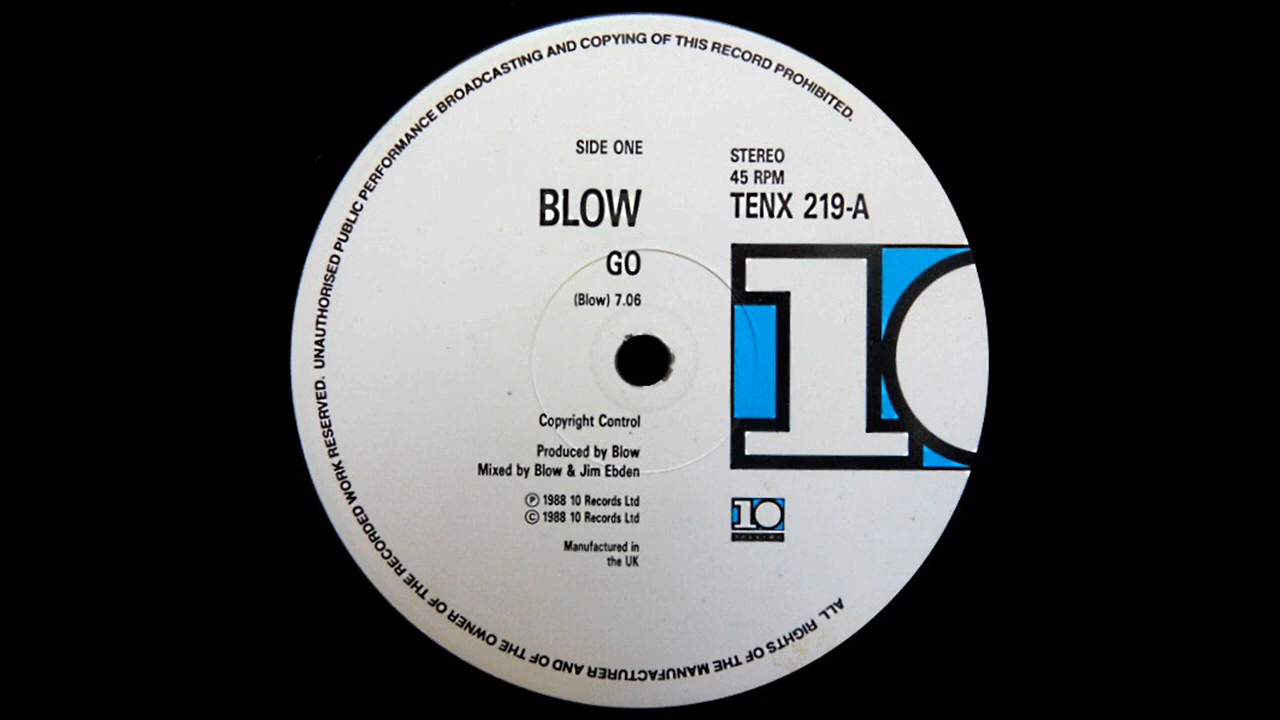 ALL RIGHTS OF THE MANUFACTURER AND OF THE OWNER OF THE RECORDED WORK RESERVED. UNAUTHORISED PUBLIC PERFORMANCE BROADCASTING AND COPYING OF THIS RECORD PROHIBITED.
SIDE ONE
BLOW
GO
(Blow) 7.06
STEREO
45 RPM
TENX 219-A
10
Copyright Control
Produced by Blow
Mixed by Blow & Jim Ebden
Ⓟ 1988 10 Records Ltd
© 1988 10 Records Ltd
Manufactured in
the UK
10
records